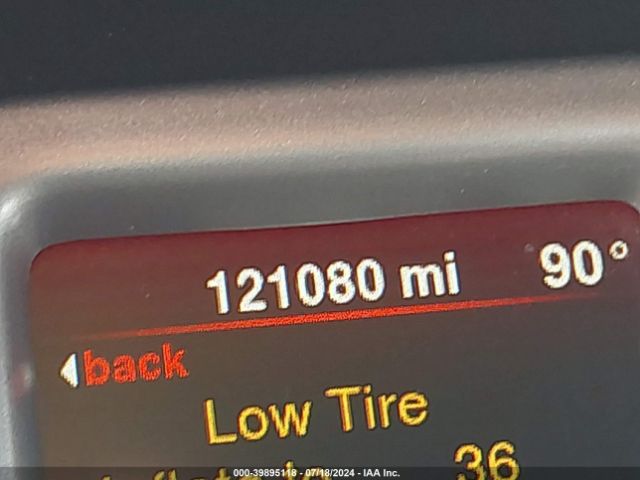 121080 mi 90°
back
Low Tire
36
000-39895118 - 07/18/2024 - IAA Inc.